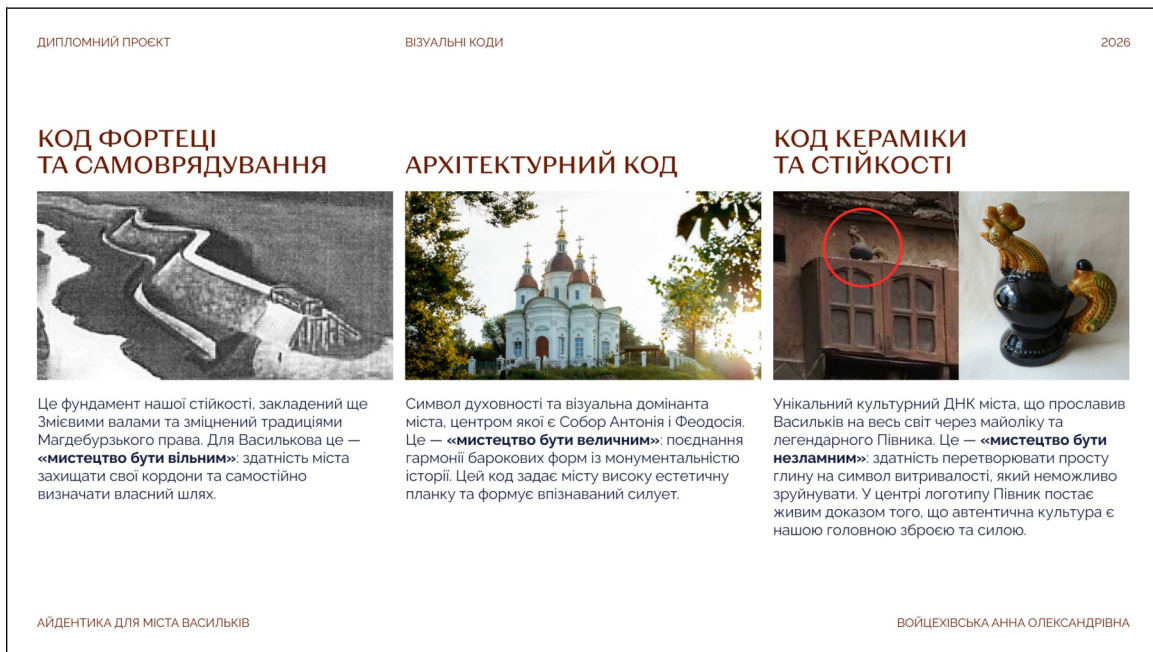 ДИПЛОМНИЙ ПРОЄКТ
ВІЗУАЛЬНІ КОДИ
2026
КОД ФОРТЕЦІ
ТА САМОВРЯДУВАННЯ
Це фундамент нашої стійкості, закладений ще
Змієвими валами та зміцнений традиціями
Магдебурзького права. Для Василькова це —
«мистецтво бути вільним»: здатність міста
захищати свої кордони та самостійно
визначати власний шлях.
АРХІТЕКТУРНИЙ КОД
Символ духовності та візуальна домінанта
міста, центром якої є Собор Антонія і Феодосія.
Це — «мистецтво бути величним»: поєднання
гармонії барокових форм із монументальністю
історії. Цей код задає місту високу естетичну
планку та формує впізнаваний силует.
КОД КЕРАМІКИ
ТА СТІЙКОСТІ
Унікальний культурний ДНК міста, що прославив
Васильків на весь світ через майоліку та
легендарного Півника. Це — «мистецтво бути
незламним»: здатність перетворювати просту
глину на символ витривалості, який неможливо
зруйнувати. У центрі логотипу Півник постає
живим доказом того, що автентична культура є
нашою головною зброєю та силою.
АЙДЕНТИКА ДЛЯ МІСТА ВАСИЛЬКІВ
ВОЙЦЕХІВСЬКА АННА ОЛЕКСАНДРІВНА